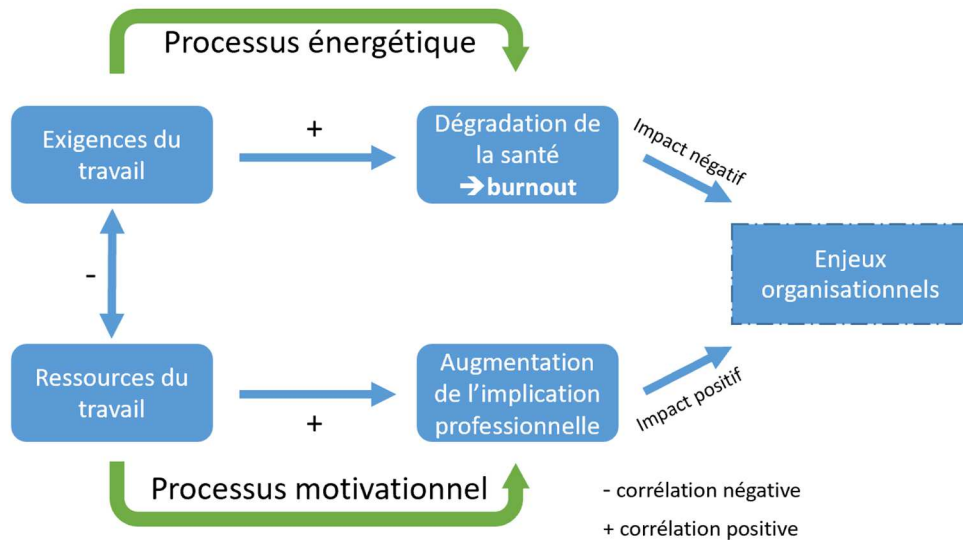 Processus énergétique
Exigences du
travail
+
Dégradation de
la santé
➔burnout
Impact négatif
-
Enjeux
organisationnels
Ressources du
travail
+
Augmentation
de l’implication
professionnelle
Impact positif
Processus motivationnel
- corrélation négative
+ corrélation positive